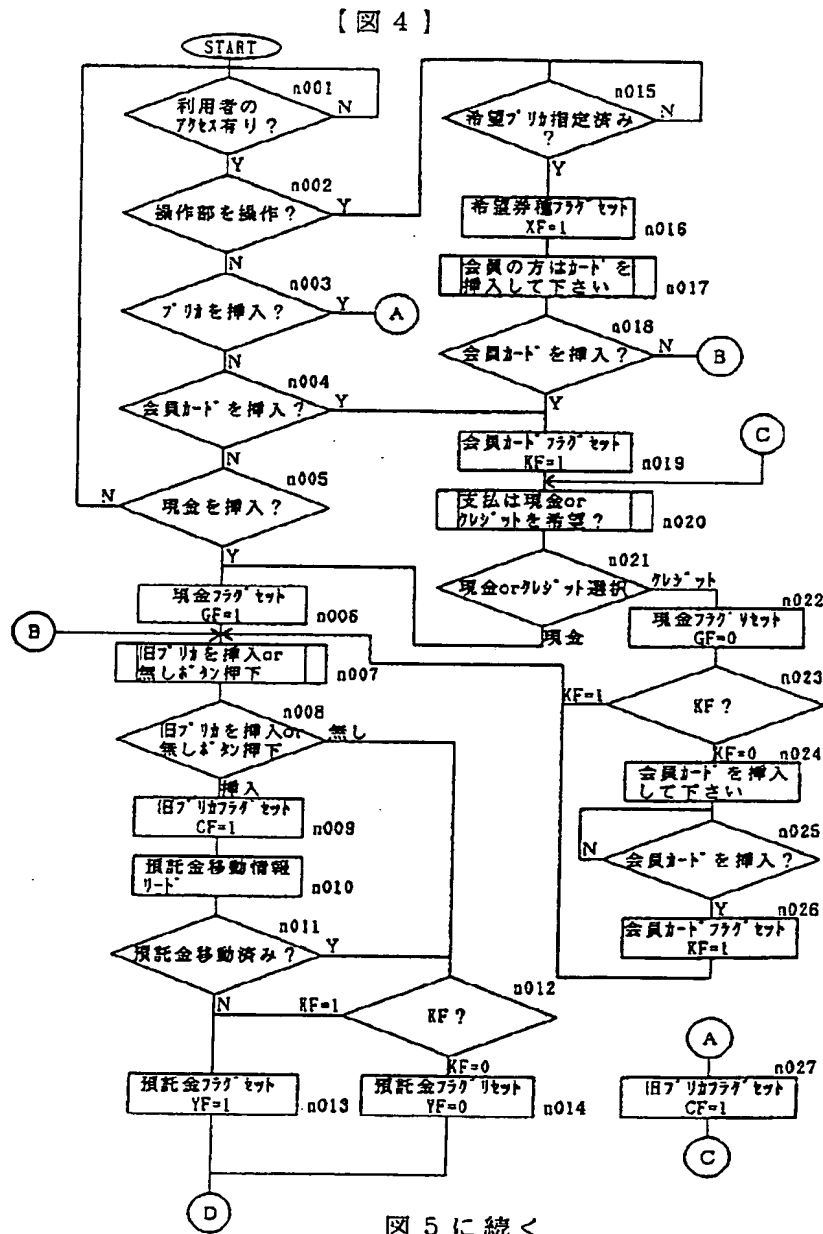 【図４】
START
n001
利用者の
アクセス有り？
N
Y
n002
操作部を操作？
Y
N
n003
プリカを挿入？
Y
A
N
n004
会員カードを挿入？
Y
N
n005
現金を挿入？
N
Y
現金フラグセット
GF=1
n006
B
旧プリカを挿入or
無しボタン押下
n007
n008
旧プリカを挿入or
無しボタン押下
無し
挿入
旧プリカフラグセット
CF=1
n009
預託金移動情報
リード
n010
n011
預託金移動済み？
Y
N
n012
KF？
KF=1
KF=0
預託金フラグセット
YF=1
n013
預託金フラグリセット
YF=0
n014
D
n015
希望プリカ指定済み
？
N
Y
希望券種フラグセット
XF=1
n016
会員の方はカードを
挿入して下さい
n017
n018
会員カードを挿入？
N
B
Y
会員カードフラグセット
KF=1
n019
C
支払は現金or
クレジットを希望？
n020
n021
現金orクレジット選択
クレジット
現金
n022
現金フラグリセット
GF=0
n023
KF？
KF=1
KF=0
n024
会員カードを挿入
して下さい
n025
会員カードを挿入？
N
Y
n026
会員カードフラグセット
KF=1
A
n027
旧プリカフラグセット
CF=1
C
図５に続く